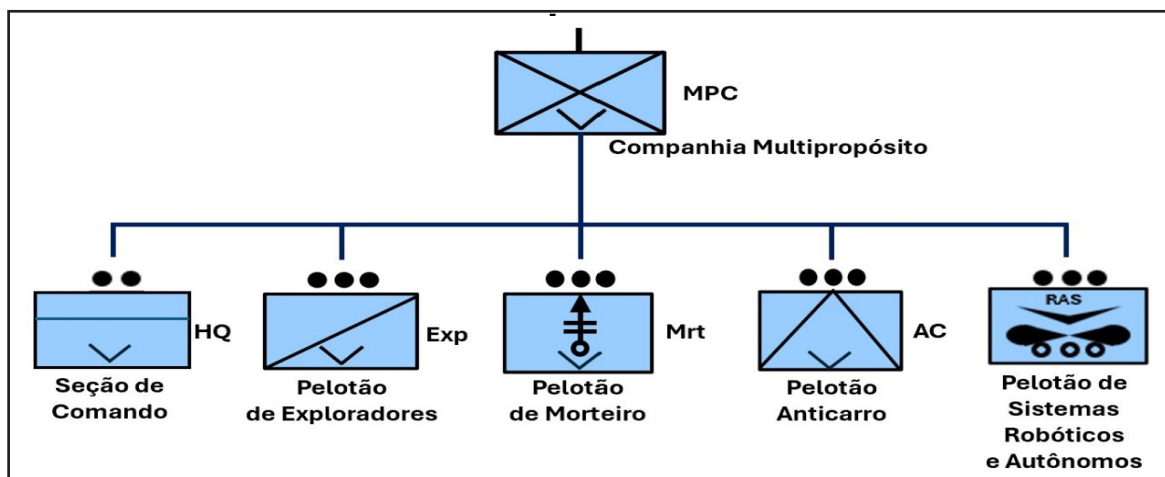 MPC
Companhia Multipropósito
HQ
Seção de
Comando
Exp
Pelotão
de Exploradores
Mrt
Pelotão
de Morteiro
AC
Pelotão
Anticarro
RAS
Pelotão de
Sistemas
Robóticos
e Autônomos